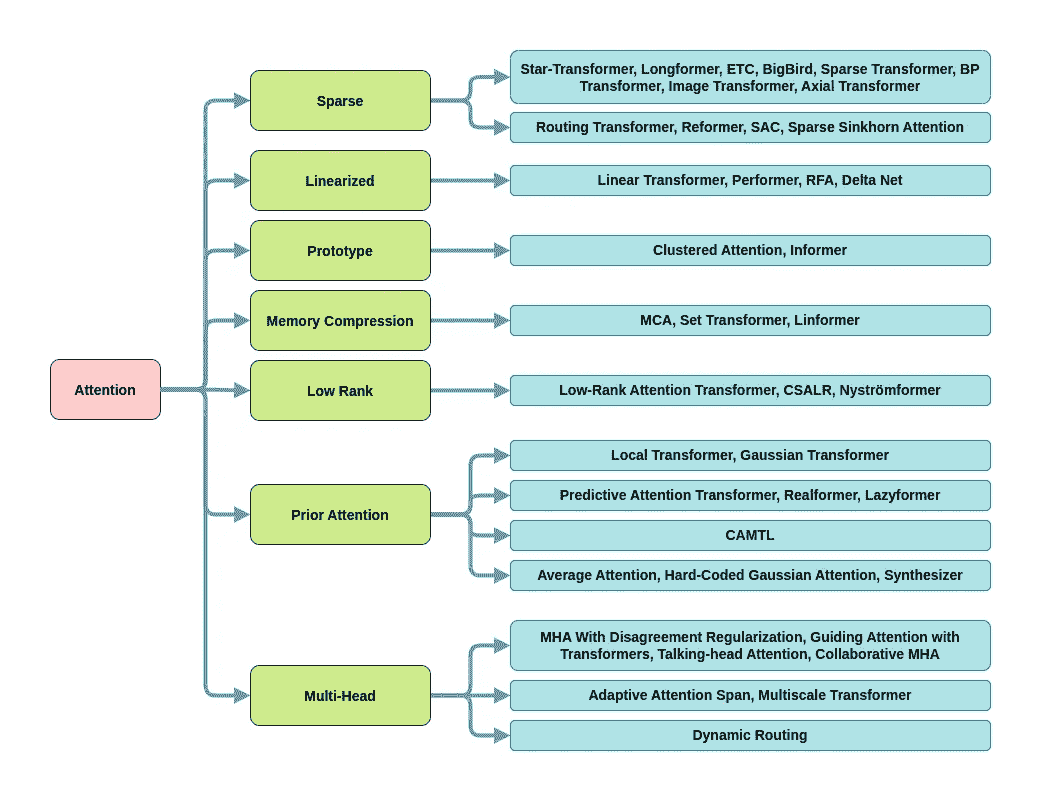 Star-Transformer, Longformer, ETC, BigBird, Sparse Transformer, BP
Transformer, Image Transformer, Axial Transformer
Sparse
Routing Transformer, Reformer, SAC, Sparse Sinkhorn Attention
Linearized
Linear Transformer, Performer, RFA, Delta Net
Prototype
Clustered Attention, Informer
Memory Compression
MCA, Set Transformer, Linformer
Attention
Low Rank
Low-Rank Attention Transformer, CSALR, Nyströmformer
Local Transformer, Gaussian Transformer
Predictive Attention Transformer, Realformer, Lazyformer
Prior Attention
CAMTL
Average Attention, Hard-Coded Gaussian Attention, Synthesizer
MHA With Disagreement Regularization, Guiding Attention with
Transformers, Talking-head Attention, Collaborative MHA
Multi-Head
Adaptive Attention Span, Multiscale Transformer
Dynamic Routing